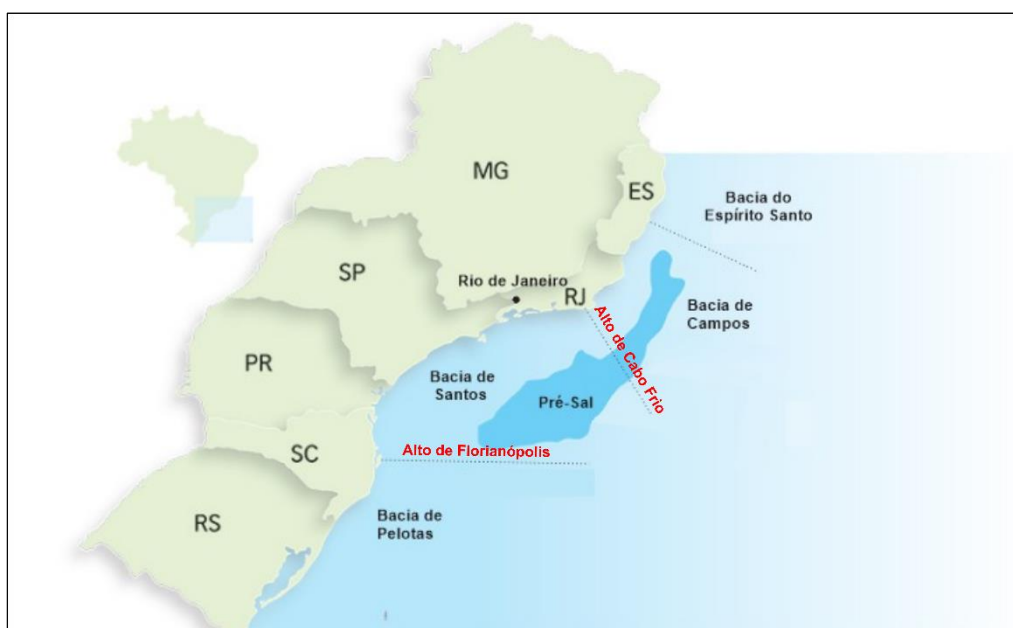 MG
ES
Bacia do
Espírito Santo
SP
Rio de Janeiro
RJ
Bacia de
Campos
Alto de Cabo Frio
PR
Bacia de
Santos
Pré-Sal
SC
Alto de Florianópolis
RS
Bacia de
Pelotas